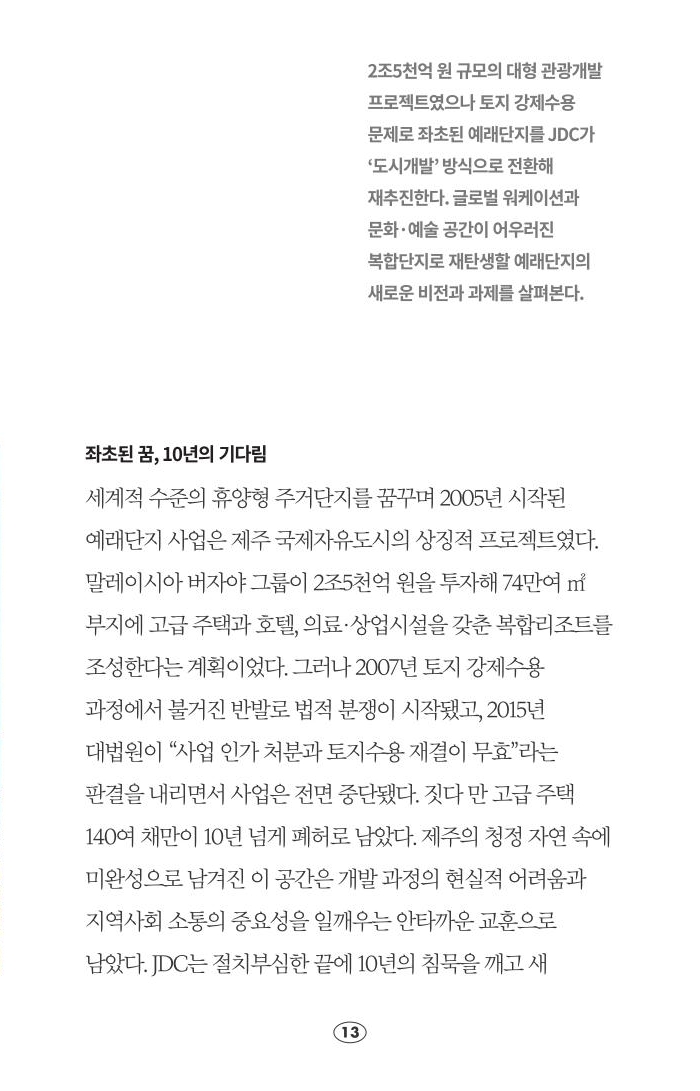 2조5천억 원 규모의 대형 관광개발
프로젝트였으나 토지 강제수용
문제로 좌초된 예래단지를 JDC가
‘도시개발’ 방식으로 전환해
재추진한다. 글로벌 워케이션과
문화·예술 공간이 어우러진
복합단지로 재탄생할 예래단지의
새로운 비전과 과제를 살펴본다.
좌초된 꿈, 10년의 기다림
세계적 수준의 휴양형 주거단지를 꿈꾸며 2005년 시작된
예래단지 사업은 제주 국제자유도시의 상징적 프로젝트였다.
말레이시아 버자야 그룹이 2조5천억 원을 투자해 74만여 ㎡
부지에 고급 주택과 호텔, 의료·상업시설을 갖춘 복합리조트를
조성한다는 계획이었다. 그러나 2007년 토지 강제수용
과정에서 불거진 반발로 법적 분쟁이 시작됐고, 2015년
대법원이 “사업 인가 처분과 토지수용 재결이 무효”라는
판결을 내리면서 사업은 전면 중단됐다. 짓다 만 고급 주택
140여 채만이 10년 넘게 폐허로 남았다. 제주의 청정 자연 속에
미완성으로 남겨진 이 공간은 개발 과정의 현실적 어려움과
지역사회 소통의 중요성을 일깨우는 안타까운 교훈으로
남았다. JDC는 절치부심한 끝에 10년의 침묵을 깨고 새
13